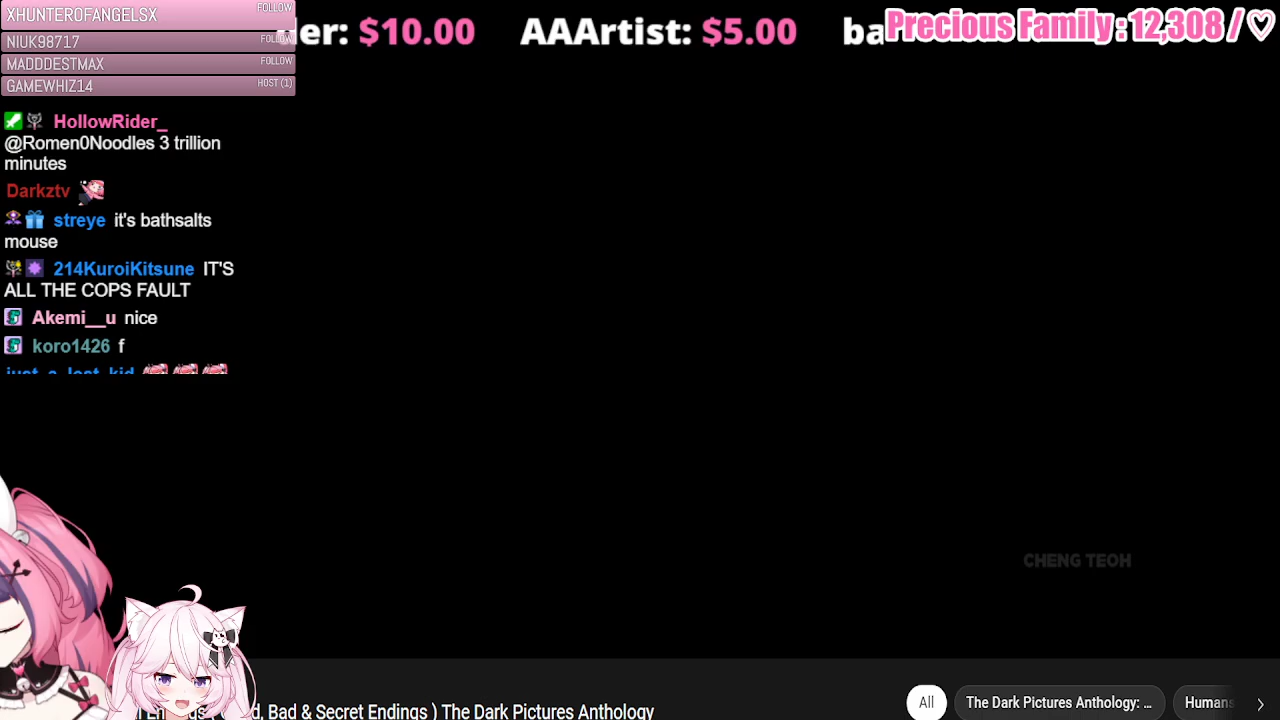 XHUNTEROFANGELSX FOLLOW
NIUK98717
MADDDESTMAX FOLLOW
GAMEWHIZ14 HOST (1)
er: $10.00 AAArtist: $5.00 ba
Precious Family : 12,308 / ♡
HollowRider_
@Romen0Noodles 3 trillion
minutes
Darkztv
streye it's bathsalts
mouse
214KuroiKitsune IT'S
ALL THE COPS FAULT
Akemi__u nice
koro1426 f
just_a_lost_kid
CHENG TEOH
All The Dark Pictures Anthology: ... Humans
d, Bad & Secret Endings ) The Dark Pictures Anthology